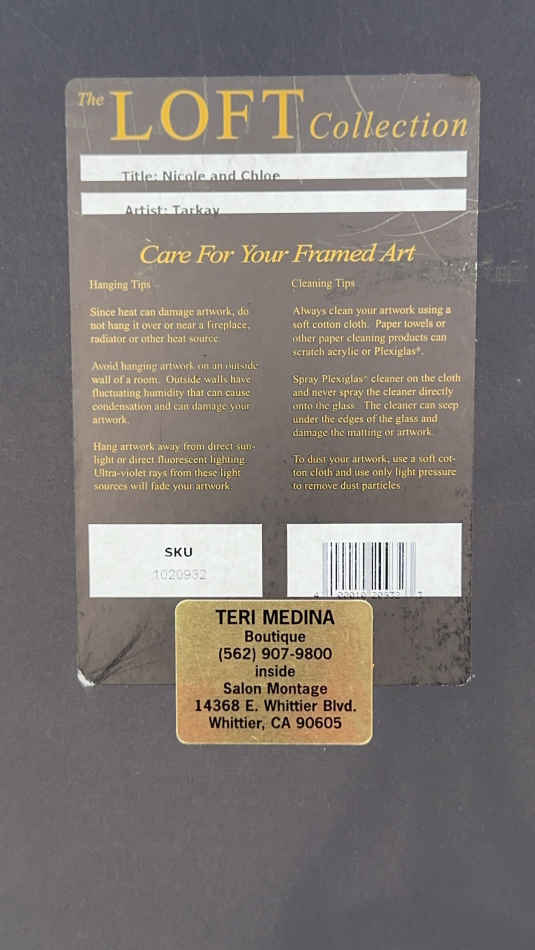 The LOFT Collection
Title: Nicole and Chloe
Artist: Tarkay
Care For Your Framed Art
Hanging Tips
Since heat can damage artwork, do
not hang it over or near a fireplace,
radiator or other heat source.
Avoid hanging artwork on an outside
wall of a room. Outside walls have
fluctuating humidity that can cause
condensation and can damage your
artwork.
Hang artwork away from direct sun-
light or direct fluorescent lighting.
Ultra-violet rays from these light
sources will fade your artwork.
Cleaning Tips
Always clean your artwork using a
soft cotton cloth. Paper towels or
other paper cleaning products can
scratch acrylic or Plexiglas®.
Spray Plexiglas® cleaner on the cloth
and never spray the cleaner directly
onto the glass. The cleaner can seep
under the edges of the glass and
damage the matting or artwork.
To dust your artwork, use a soft cot-
ton cloth and use only light pressure
to remove dust particles.
SKU
1020932
TERI MEDINA
Boutique
(562) 907-9800
inside
Salon Montage
14368 E. Whittier Blvd.
Whittier, CA 90605